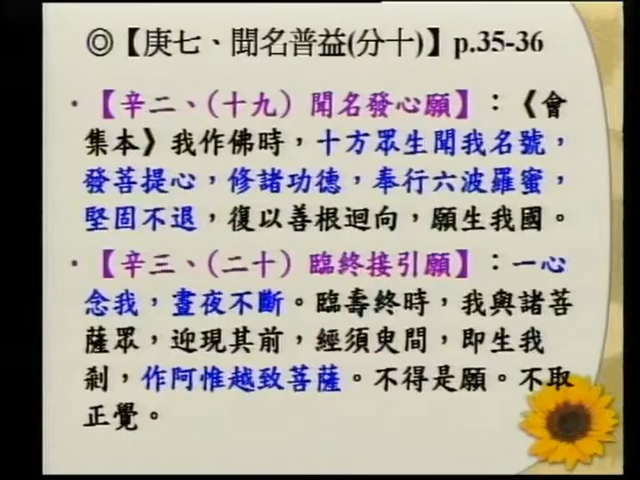 ◎【庚七、聞名普益(分十)】p.35-36
・【辛二、(十九) 聞名發心願】:《會
集本》我作佛時，十方眾生聞我名號，
發菩提心，修諸功德，奉行六波羅蜜，
堅固不退，復以善根迴向，願生我國。
・【辛三、(二十) 臨終接引願】:一心
念我，晝夜不斷。臨壽終時，我與諸菩
薩眾，迎現其前，經須臾間，即生我
剎，作阿惟越致菩薩。不得是願。不取
正覺。